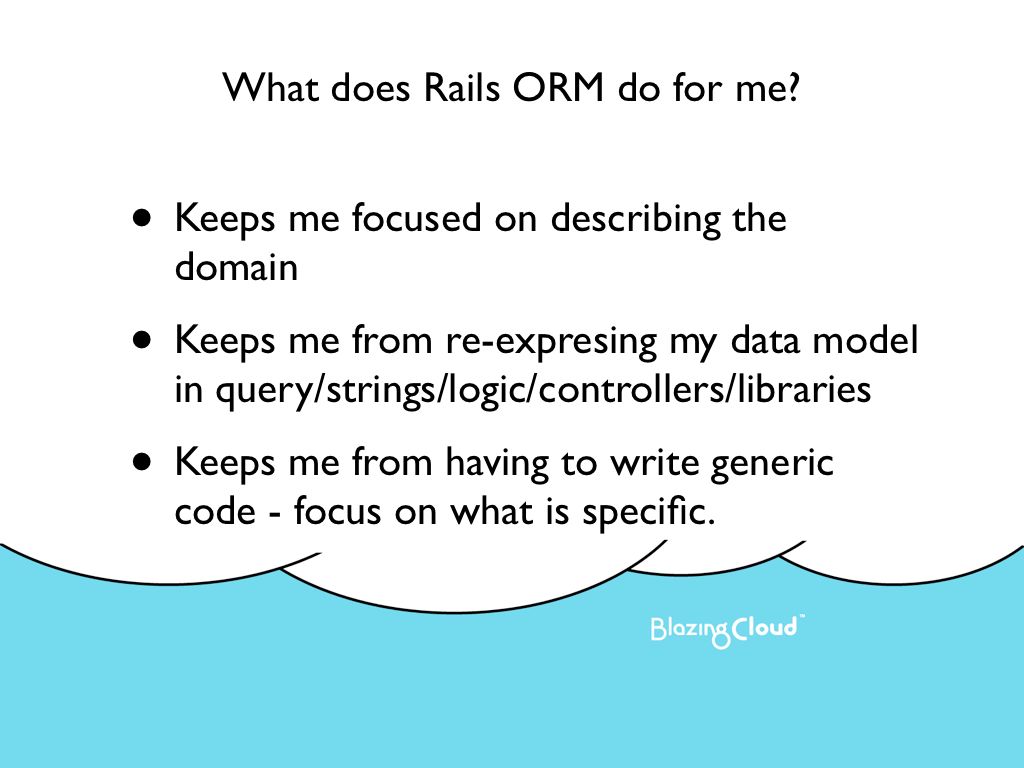 What does Rails ORM do for me?
• Keeps me focused on describing the
domain
• Keeps me from re-expresing my data model
in query/strings/logic/controllers/libraries
• Keeps me from having to write generic
code - focus on what is specific.
BlazingCloud™